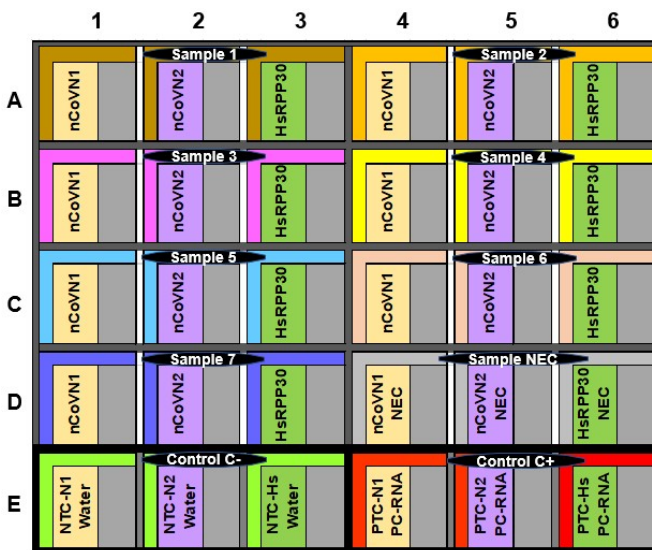 1 2 3 4 5 6
Sample 1 Sample 2
A nCoVN1 nCoVN2 HsRPP30 nCoVN1 nCoVN2 HsRPP30
Sample 3 Sample 4
B nCoVN1 nCoVN2 HsRPP30 nCoVN1 nCoVN2 HsRPP30
Sample 5 Sample 6
C nCoVN1 nCoVN2 HsRPP30 nCoVN1 nCoVN2 HsRPP30
Sample 7 Sample NEC
D nCoVN1 nCoVN2 HsRPP30 nCoVN1 NEC nCoVN2 NEC HsRPP30 NEC
Control C- Control C+
E NTC-N1 Water NTC-N2 Water NTC-Hs Water PTC-N1 PC-RNA PTC-N2 PC-RNA PTC-Hs PC-RNA